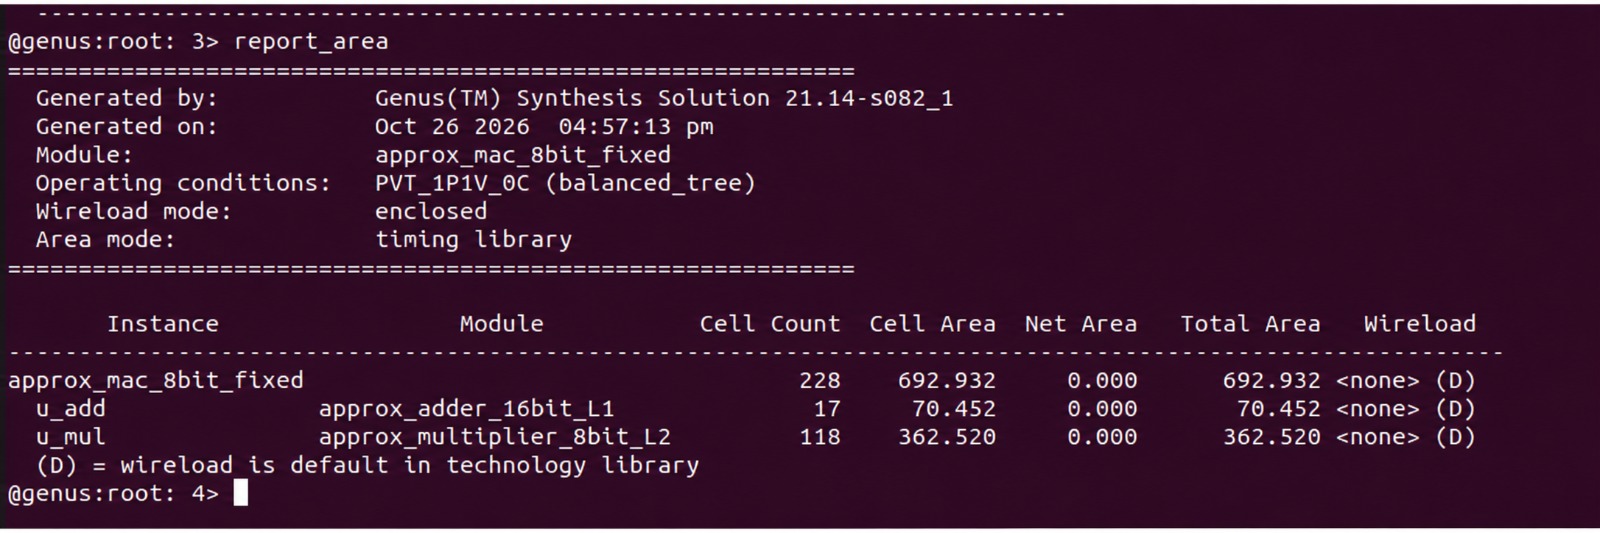 --------------------------------------------------------------------------
@genus:root: 3> report_area
============================================================
  Generated by:           Genus(TM) Synthesis Solution 21.14-s082_1
  Generated on:           Oct 26 2026  04:57:13 pm
  Module:                 approx_mac_8bit_fixed
  Operating conditions:   PVT_1P1V_0C (balanced_tree)
  Wireload mode:          enclosed
  Area mode:              timing library
============================================================
       Instance                 Module           Cell Count  Cell Area  Net Area   Total Area   Wireload
----------------------------------------------------------------------------------------------------------
approx_mac_8bit_fixed                                   228    692.932     0.000      692.932 <none> (D)
  u_add               approx_adder_16bit_L1              17     70.452     0.000       70.452 <none> (D)
  u_mul               approx_multiplier_8bit_L2         118    362.520     0.000      362.520 <none> (D)
  (D) = wireload is default in technology library
@genus:root: 4>